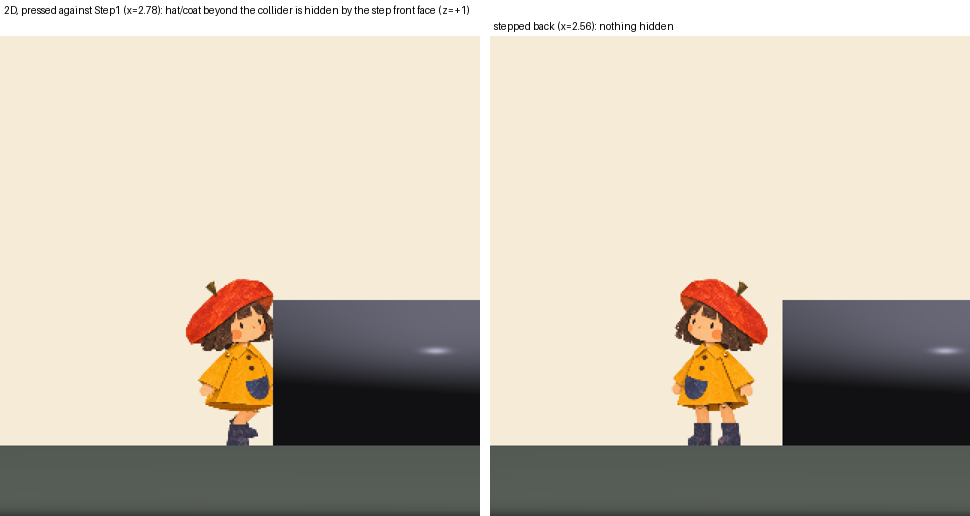 2D, pressed against Step1 (x=2.78): hat/coat beyond the collider is hidden by the step front face (z=+1)
stepped back (x=2.56): nothing hidden